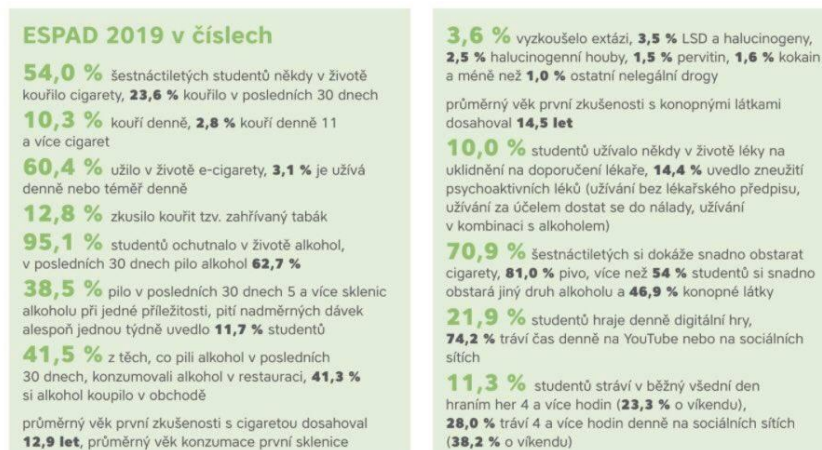 ESPAD 2019 v číslech
54,0 % šestnáctiletých studentů někdy v životě
kouřilo cigarety, 23,6 % kouřilo v posledních 30 dnech
10,3 % kouří denně, 2,8 % kouří denně 11
a více cigaret
60,4 % užilo v životě e-cigarety, 3,1 % je užívá
denně nebo téměř denně
12,8 % zkusilo kouřit tzv. zahřívaný tabák
95,1 % studentů ochutnalo v životě alkohol,
v posledních 30 dnech pilo alkohol 62,7 %
38,5 % pilo v posledních 30 dnech 5 a více sklenic
alkoholu při jedné příležitosti, pití nadměrných dávek
alespoň jednou týdně uvedlo 11,7 % studentů
41,5 % z těch, co pili alkohol v posledních
30 dnech, konzumovali alkohol v restauraci, 41,3 %
si alkohol koupilo v obchodě
průměrný věk první zkušenosti s cigaretou dosahoval
12,9 let, průměrný věk konzumace první sklenice
3,6 % vyzkoušelo extázi, 3,5 % LSD a halucinogeny,
2,5 % halucinogenní houby, 1,5 % pervitin, 1,6 % kokain
a méně než 1,0 % ostatní nelegální drogy
průměrný věk první zkušenosti s konopnými látkami
dosahoval 14,5 let
10,0 % studentů užívalo někdy v životě léky na
uklidnění na doporučení lékaře, 14,4 % uvedlo zneužití
psychoaktivních léků (užívání bez lékařského předpisu,
užívání za účelem dostat se do nálady, užívání
v kombinaci s alkoholem)
70,9 % šestnáctiletých si dokáže snadno obstarat
cigarety, 81,0 % pivo, více než 54 % studentů si snadno
obstará jiný druh alkoholu a 46,9 % konopné látky
21,9 % studentů hraje denně digitální hry,
74,2 % tráví čas denně na YouTube nebo na sociálních
sítích
11,3 % studentů stráví v běžný všední den
hraním her 4 a více hodin (23,3 % o víkendu),
28,0 % tráví 4 a více hodin denně na sociálních sítích
(38,2 % o víkendu)